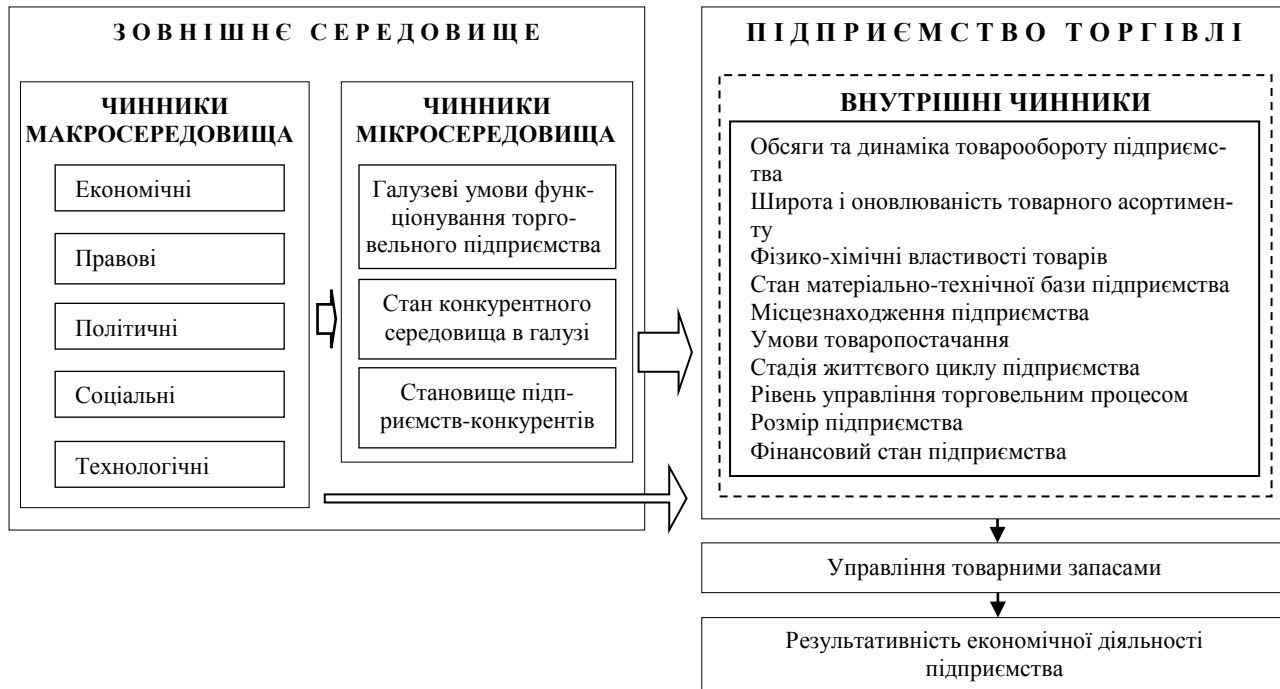 ЗОВНІШНЄ СЕРЕДОВИЩЕ
ЧИННИКИ
МАКРОСЕРЕДОВИЩА
Економічні
Правові
Політичні
Соціальні
Технологічні
ЧИННИКИ
МІКРОСЕРЕДОВИЩА
Галузеві умови функ-
ціонування торго-
вельного підприємства
Стан конкурентного
середовища в галузі
Становище підп-
риємств-конкурентів
ПІДПРИЄМСТВО ТОРГІВЛІ
ВНУТРІШНІ ЧИННИКИ
Обсяги та динаміка товарообороту підприємс-
тва
Широта і оновлюваність товарного асортимен-
ту
Фізико-хімічні властивості товарів
Стан матеріально-технічної бази підприємства
Місцезнаходження підприємства
Умови товаропостачання
Стадія життєвого циклу підприємства
Рівень управління торговельним процесом
Розмір підприємства
Фінансовий стан підприємства
Управління товарними запасами
Результативність економічної діяльності
підприємства